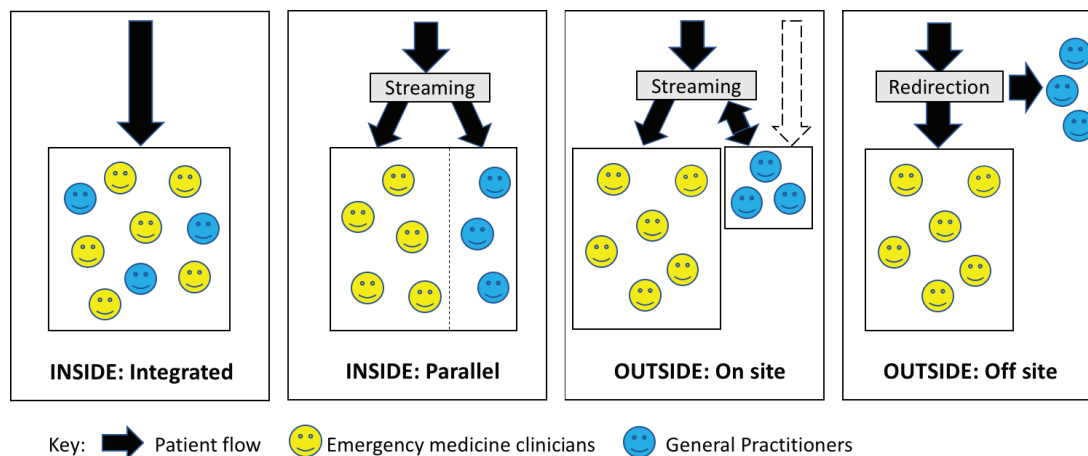 Streaming
Streaming
Redirection
INSIDE: Integrated
INSIDE: Parallel
OUTSIDE: On site
OUTSIDE: Off site
Key: Patient flow Emergency medicine clinicians General Practitioners